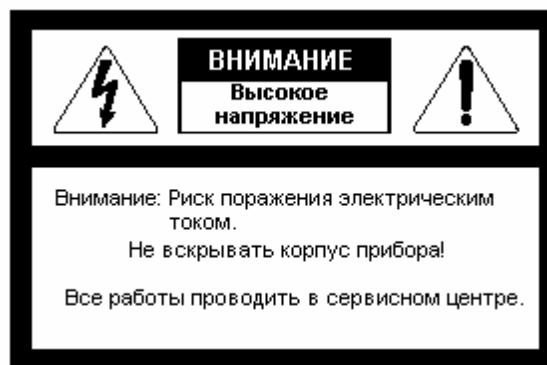 ВНИМАНИЕ
Высокое
напряжение
Внимание: Риск поражения электрическим
током.
Не вскрывать корпус прибора!
Все работы проводить в сервисном центре.